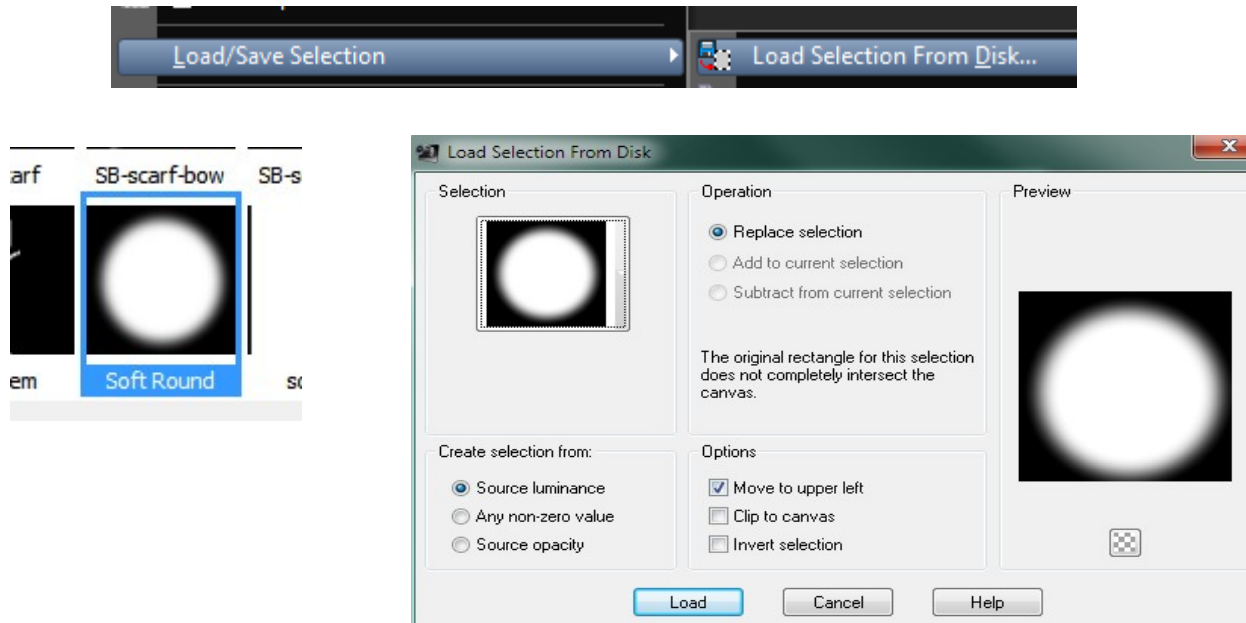 Load/Save Selection
Load Selection From Disk...
arf SB-scarf-bow SB-s
em Soft Round so
Load Selection From Disk
Selection
Operation
Replace selection
Add to current selection
Subtract from current selection
The original rectangle for this selection
does not completely intersect the
canvas.
Preview
Create selection from:
Source luminance
Any non-zero value
Source opacity
Options
Move to upper left
Clip to canvas
Invert selection
Load Cancel Help